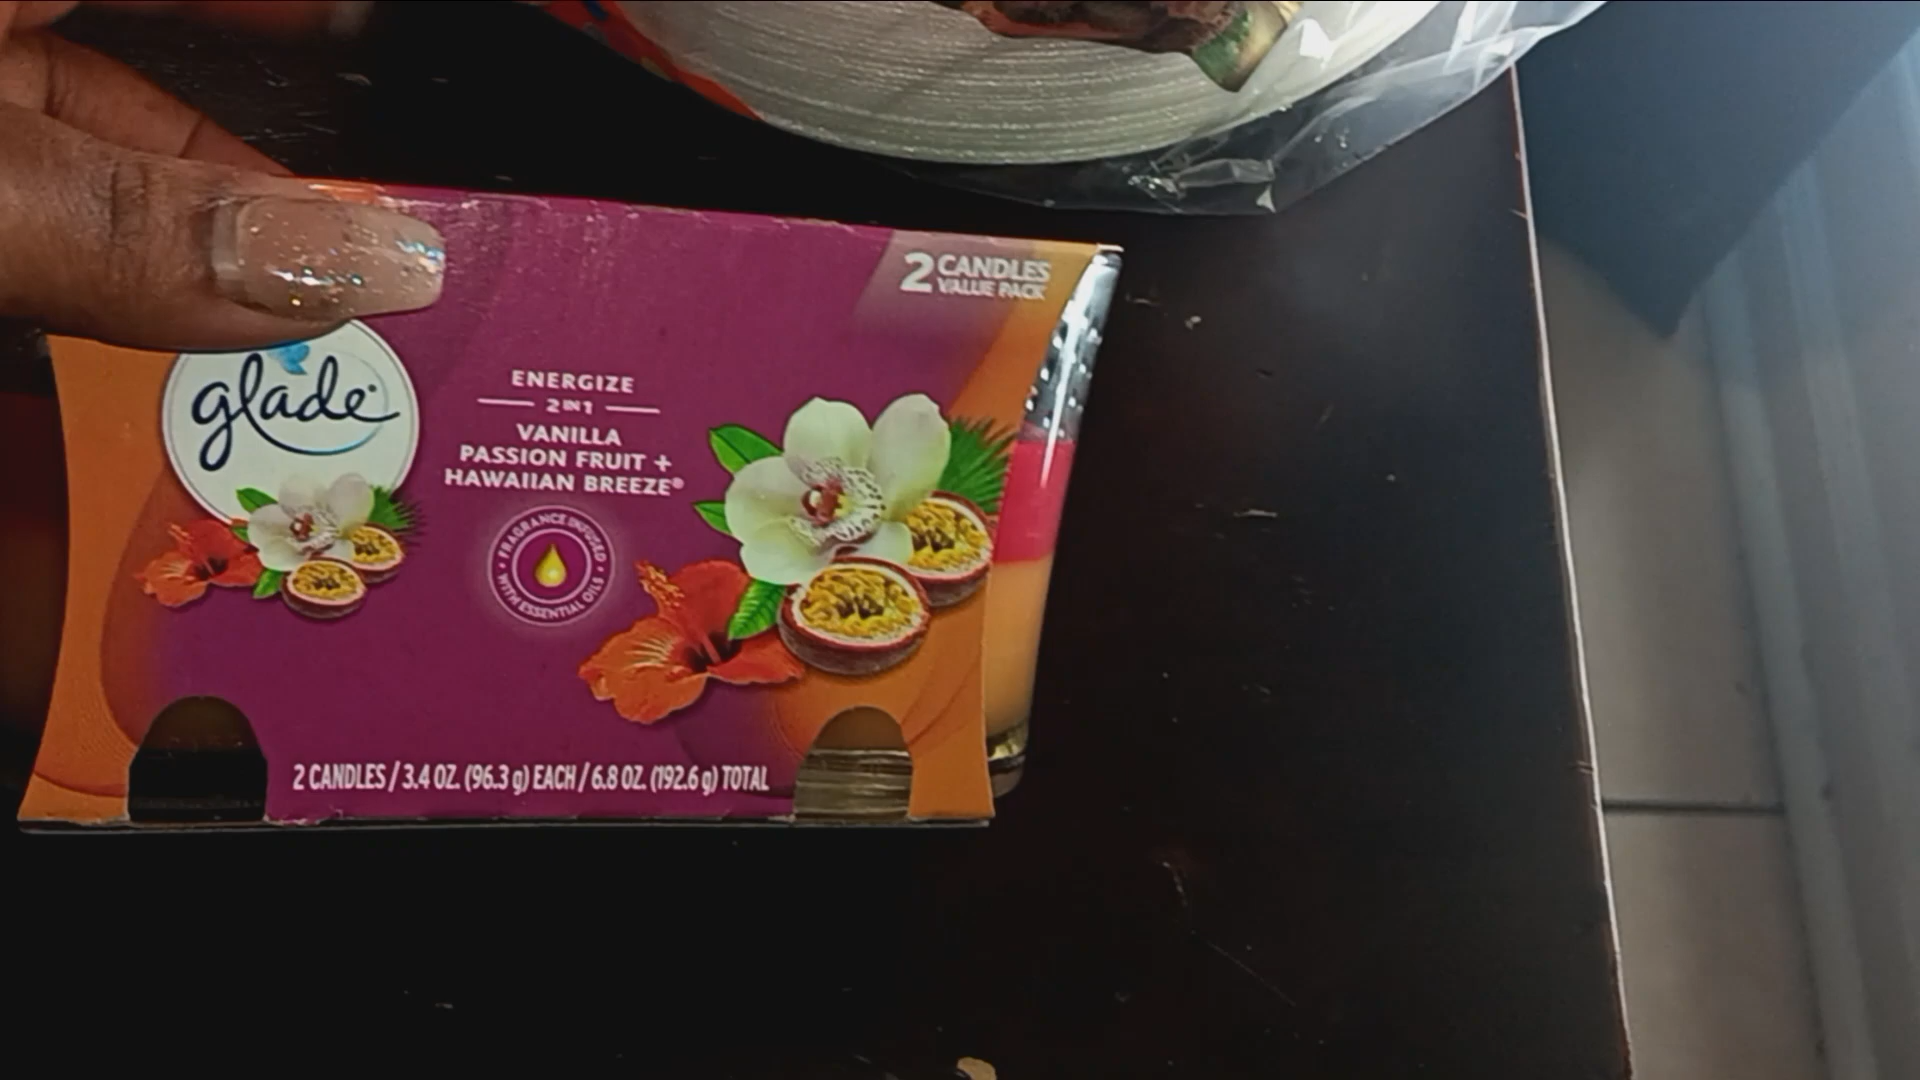 2 CANDLES
VALUE PACK
glade®
ENERGIZE
2 IN 1
VANILLA
PASSION FRUIT +
HAWAIIAN BREEZE®
• FRAGRANCE INFUSED •
WITH ESSENTIAL OILS
2 CANDLES / 3.4 OZ. (96.3 g) EACH / 6.8 OZ. (192.6 g) TOTAL